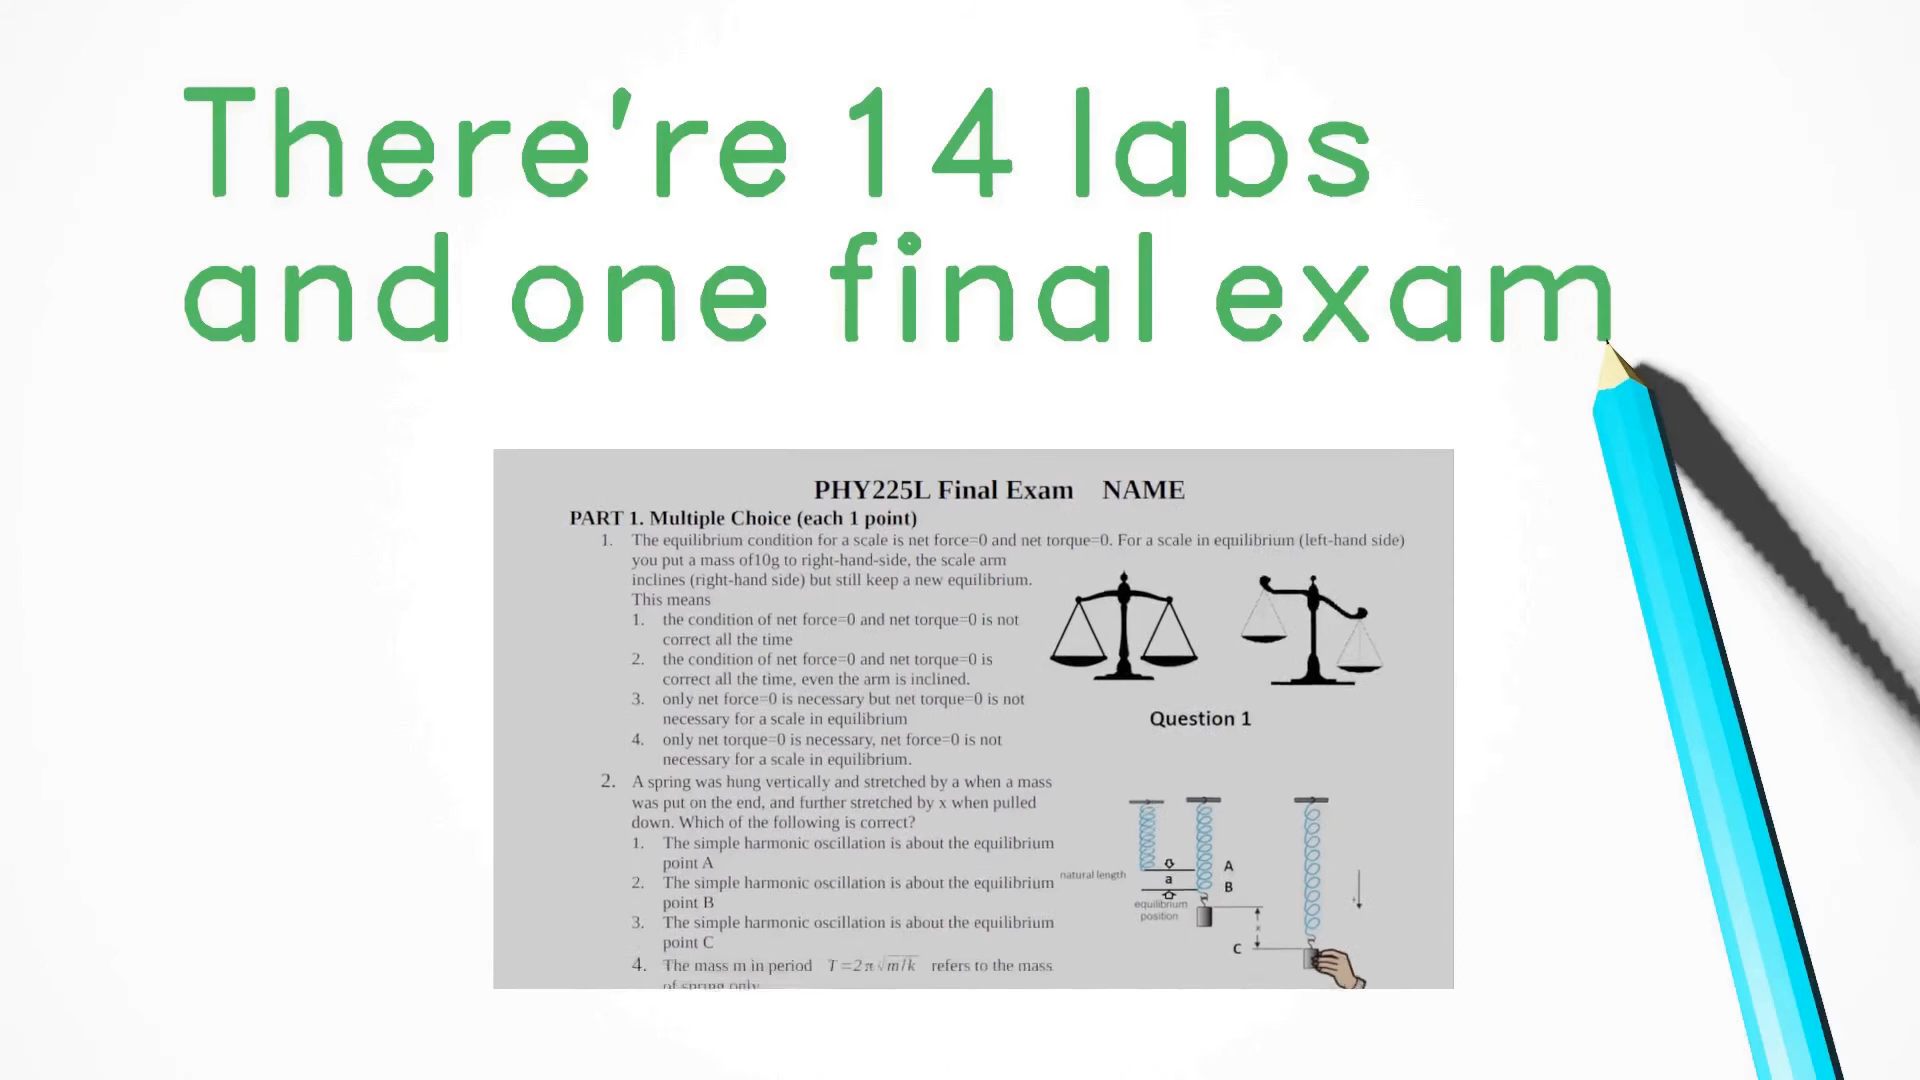 There're 14 labs
and one final exam
PHY225L Final Exam NAME
PART 1. Multiple Choice (each 1 point)
1. The equilibrium condition for a scale is net force=0 and net torque=0. For a scale in equilibrium (left-hand side)
you put a mass of10g to right-hand-side, the scale arm
inclines (right-hand side) but still keep a new equilibrium.
This means
1. the condition of net force=0 and net torque=0 is not
correct all the time
2. the condition of net force=0 and net torque=0 is
correct all the time, even the arm is inclined.
3. only net force=0 is necessary but net torque=0 is not
necessary for a scale in equilibrium
4. only net torque=0 is necessary, net force=0 is not
necessary for a scale in equilibrium.
Question 1
2. A spring was hung vertically and stretched by a when a mass
was put on the end, and further stretched by x when pulled
down. Which of the following is correct?
1. The simple harmonic oscillation is about the equilibrium
point A
2. The simple harmonic oscillation is about the equilibrium
point B
3. The simple harmonic oscillation is about the equilibrium
point C
4. The mass m in period T=2π√m/k refers to the mass
of spring only
natural length
a
equilibrium
position
A
B
x
C